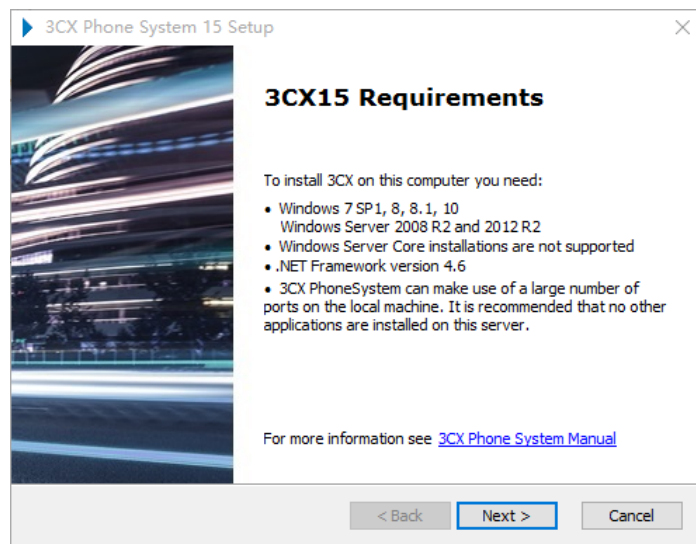 3CX Phone System 15 Setup
3CX15 Requirements
To install 3CX on this computer you need:
• Windows 7 SP1, 8, 8.1, 10
Windows Server 2008 R2 and 2012 R2
• Windows Server Core installations are not supported
• .NET Framework version 4.6
• 3CX PhoneSystem can make use of a large number of
ports on the local machine. It is recommended that no other
applications are installed on this server.
For more information see 3CX Phone System Manual
< Back
Next >
Cancel